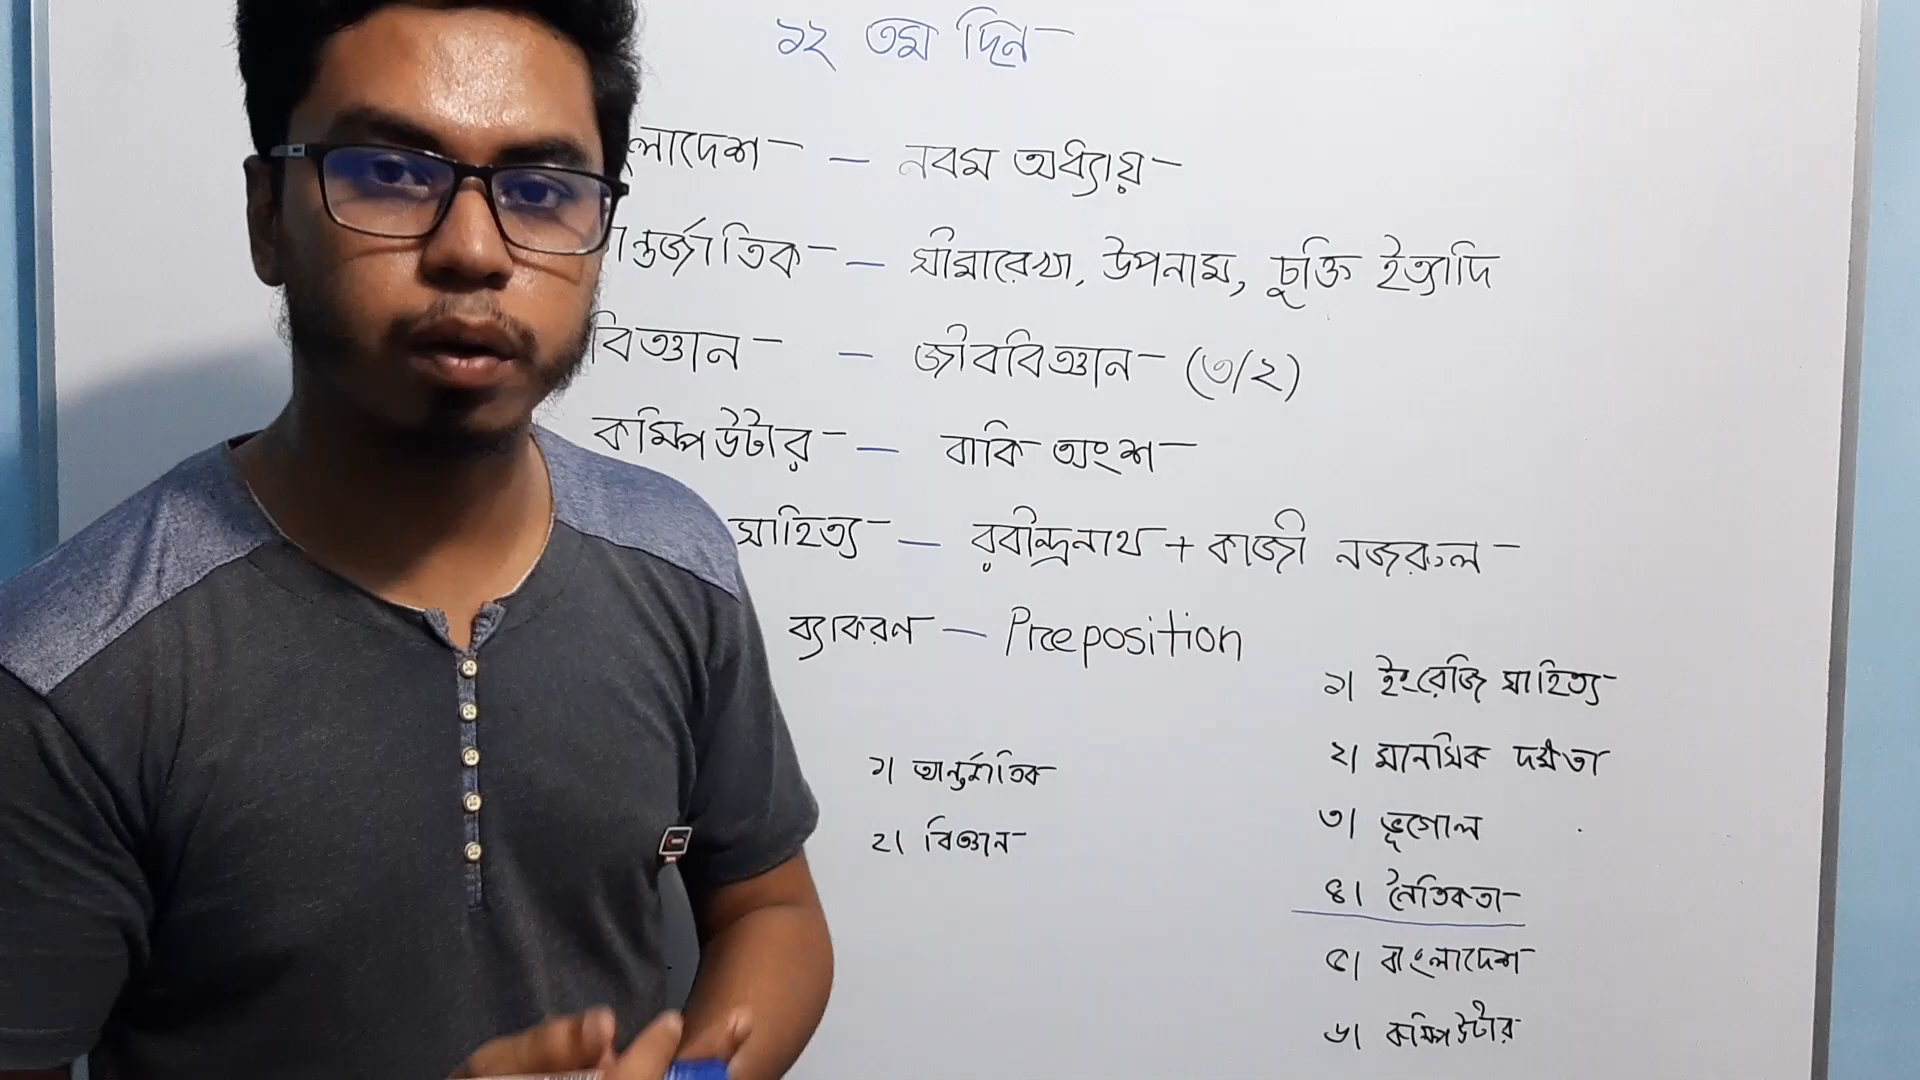 ১২ তম দিন
লাদেশ — নবম অধ্যায়
ন্তর্জাতিক — সীমারেখা, উপনাম, চুক্তি ইত্যাদি
বিজ্ঞান — জীববিজ্ঞান (৩/২)
কম্পিউটার — বাকি অংশ
সাহিত্য — রবীন্দ্রনাথ + কাজী নজরুল
ব্যাকরণ — Preposition
১। আন্তর্জাতিক
২। বিজ্ঞান
১। ইংরেজি সাহিত্য
২। মানসিক দক্ষতা
৩। ভূগোল
৪। নৈতিকতা
৫। বাংলাদেশ
৬। কম্পিউটার